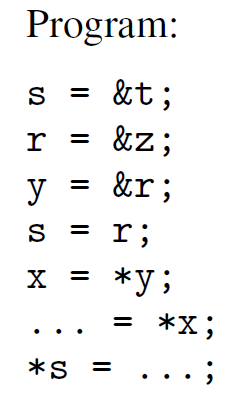 Program:
s = &t;
r = &z;
y = &r;
s = r;
x = *y;
... = *x;
*s = ...;